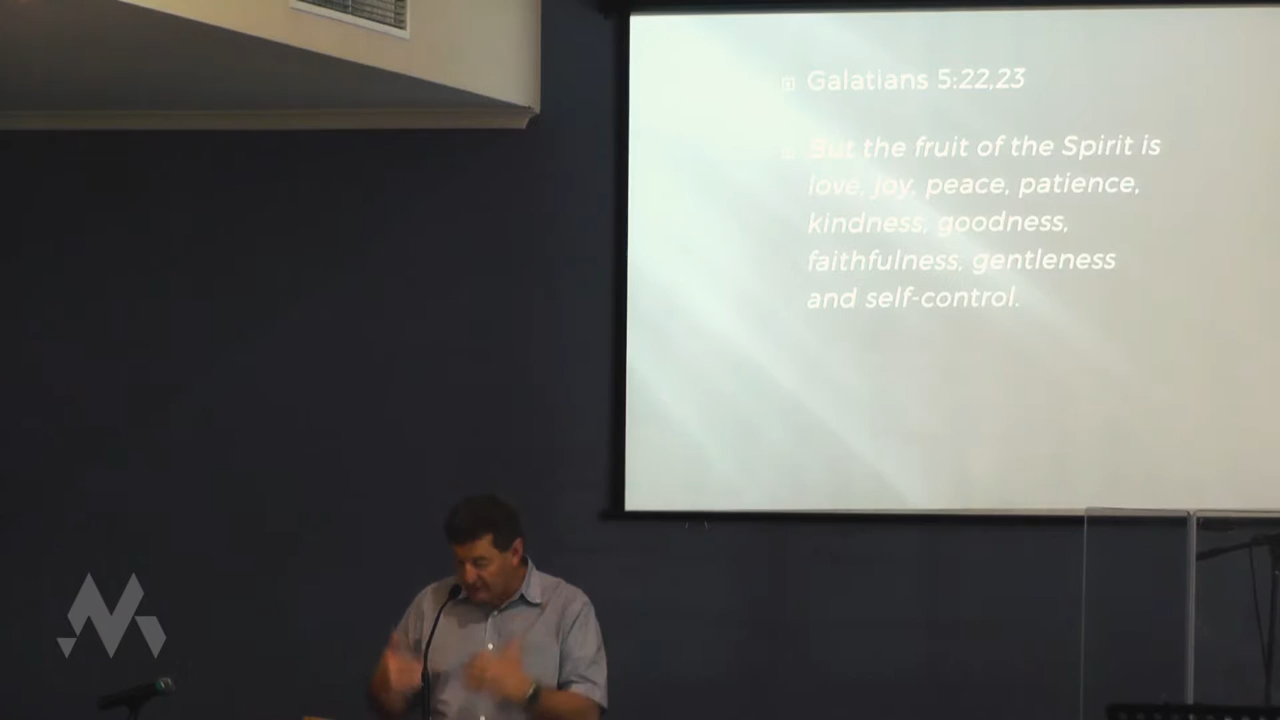 Galatians 5:22,23
But the fruit of the Spirit is
love, joy, peace, patience,
kindness, goodness,
faithfulness, gentleness
and self-control.